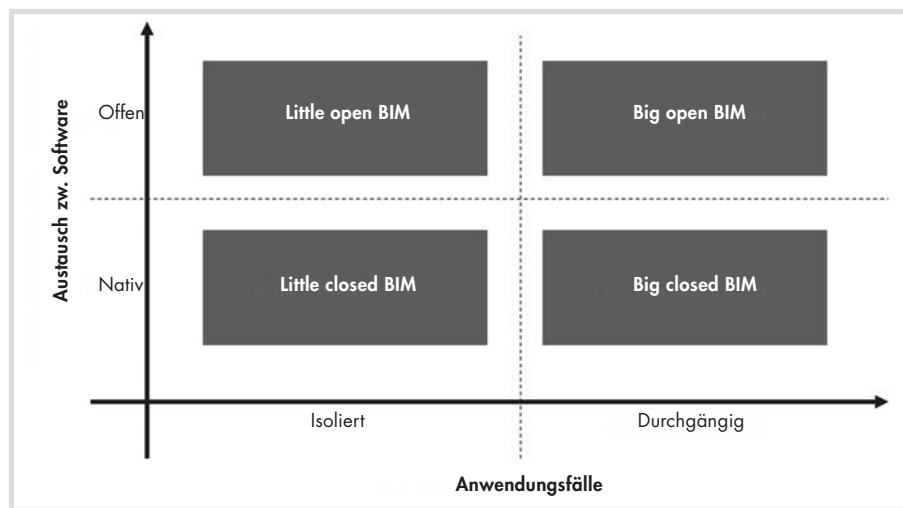 Austausch zw. Software
Offen
Little open BIM
Big open BIM
Nativ
Little closed BIM
Big closed BIM
Isoliert
Durchgängig
Anwendungsfälle